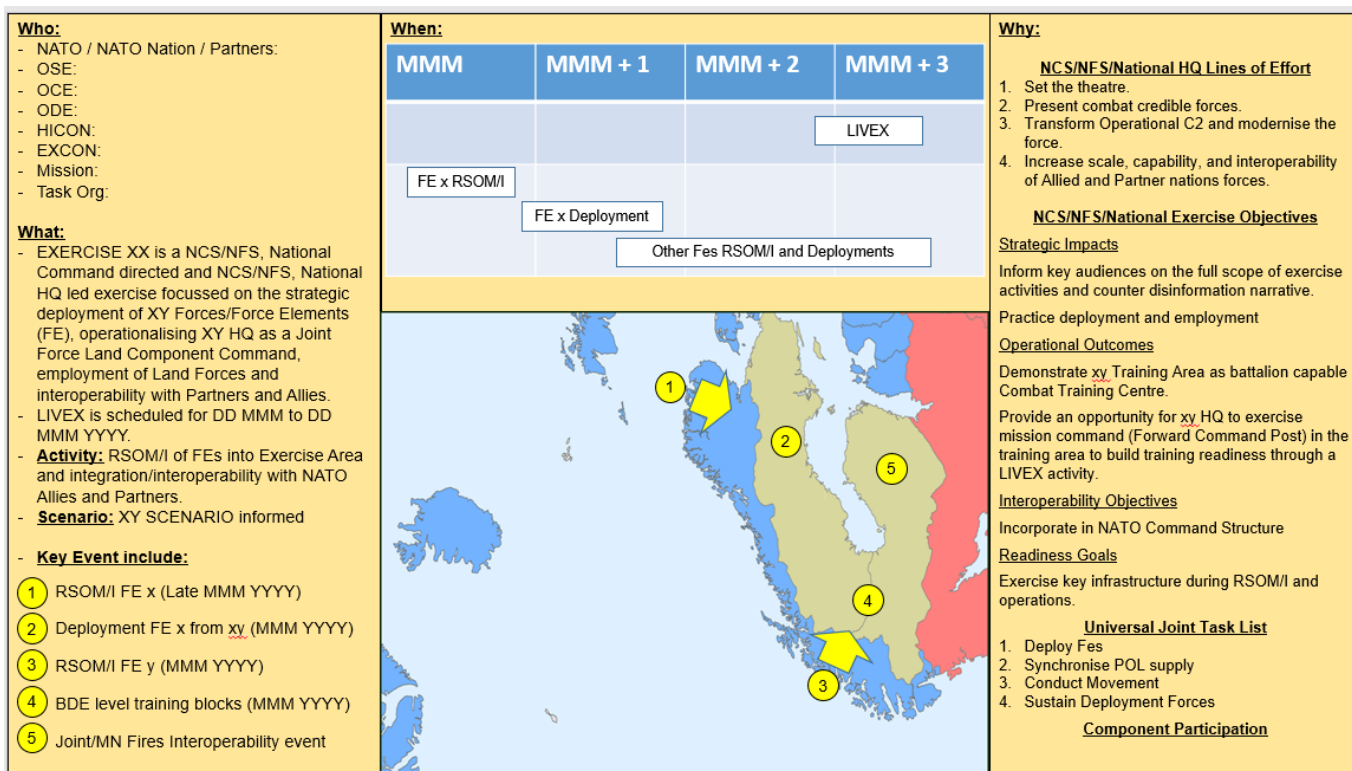 Who:
- NATO / NATO Nation / Partners:
- OSE:
- OCE:
- ODE:
- HICON:
- EXCON:
- Mission:
- Task Org:
What:
- EXERCISE XX is a NCS/NFS, National
Command directed and NCS/NFS, National
HQ led exercise focussed on the strategic
deployment of XY Forces/Force Elements
(FE), operationalising XY HQ as a Joint
Force Land Component Command,
employment of Land Forces and
interoperability with Partners and Allies.
- LIVEX is scheduled for DD MMM to DD
MMM YYYY.
- Activity: RSOM/I of FEs into Exercise Area
and integration/interoperability with NATO
Allies and Partners.
- Scenario: XY SCENARIO informed
- Key Event include:
1 RSOM/I FE x (Late MMM YYYY)
2 Deployment FE x from xy (MMM YYYY)
3 RSOM/I FE y (MMM YYYY)
4 BDE level training blocks (MMM YYYY)
5 Joint/MN Fires Interoperability event
When:
MMM MMM + 1 MMM + 2 MMM + 3
LIVEX
FE x RSOM/I
FE x Deployment
Other Fes RSOM/I and Deployments
1
2
5
4
3
Why:
NCS/NFS/National HQ Lines of Effort
1. Set the theatre.
2. Present combat credible forces.
3. Transform Operational C2 and modernise the
force.
4. Increase scale, capability, and interoperability
of Allied and Partner nations forces.
NCS/NFS/National Exercise Objectives
Strategic Impacts
Inform key audiences on the full scope of exercise
activities and counter disinformation narrative.
Practice deployment and employment
Operational Outcomes
Demonstrate xy Training Area as battalion capable
Combat Training Centre.
Provide an opportunity for xy HQ to exercise
mission command (Forward Command Post) in the
training area to build training readiness through a
LIVEX activity.
Interoperability Objectives
Incorporate in NATO Command Structure
Readiness Goals
Exercise key infrastructure during RSOM/I and
operations.
Universal Joint Task List
1. Deploy Fes
2. Synchronise POL supply
3. Conduct Movement
4. Sustain Deployment Forces
Component Participation